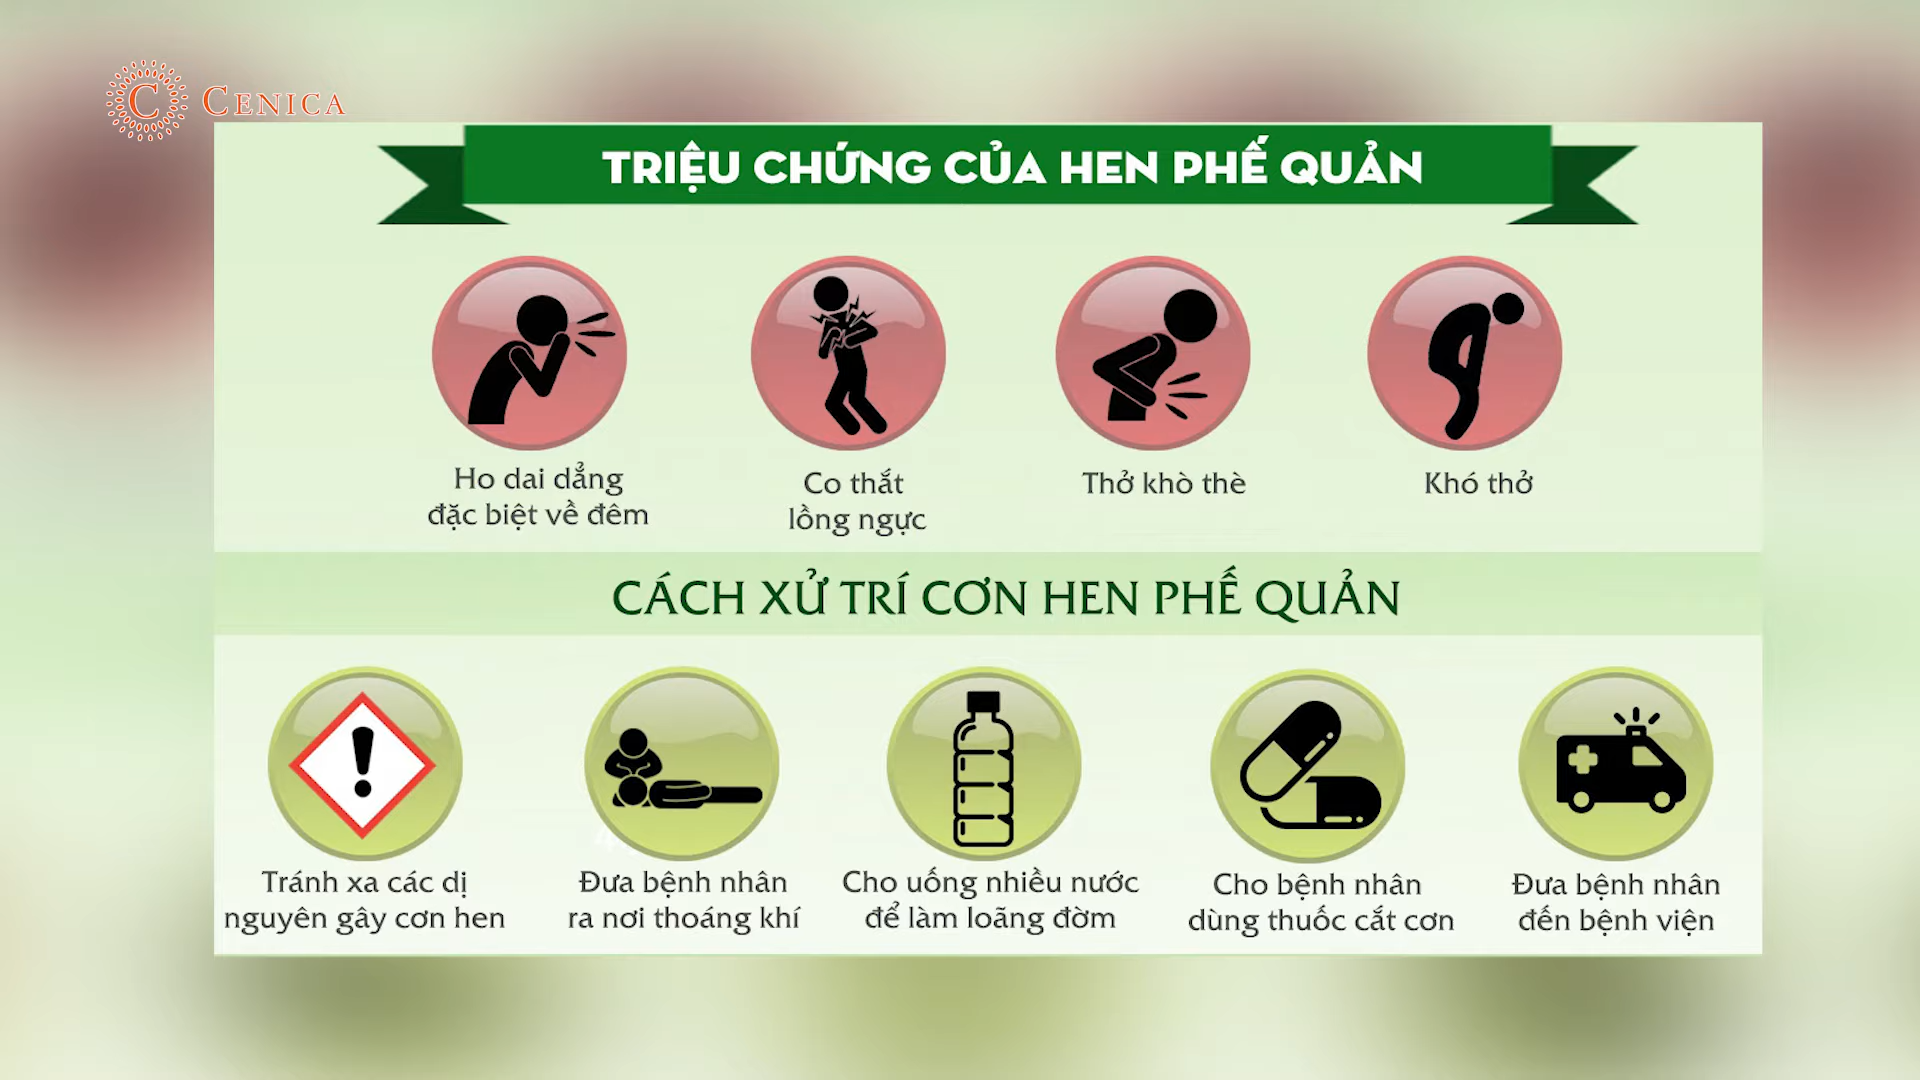 CENICA
TRIỆU CHỨNG CỦA HEN PHẾ QUẢN
Ho dai dẳng
đặc biệt về đêm
Co thắt
lồng ngực
Thở khò thè
Khó thở
CÁCH XỬ TRÍ CƠN HEN PHẾ QUẢN
Tránh xa các dị
nguyên gây cơn hen
Đưa bệnh nhân
ra nơi thoáng khí
Cho uống nhiều nước
để làm loãng đờm
Cho bệnh nhân
dùng thuốc cắt cơn
Đưa bệnh nhân
đến bệnh viện